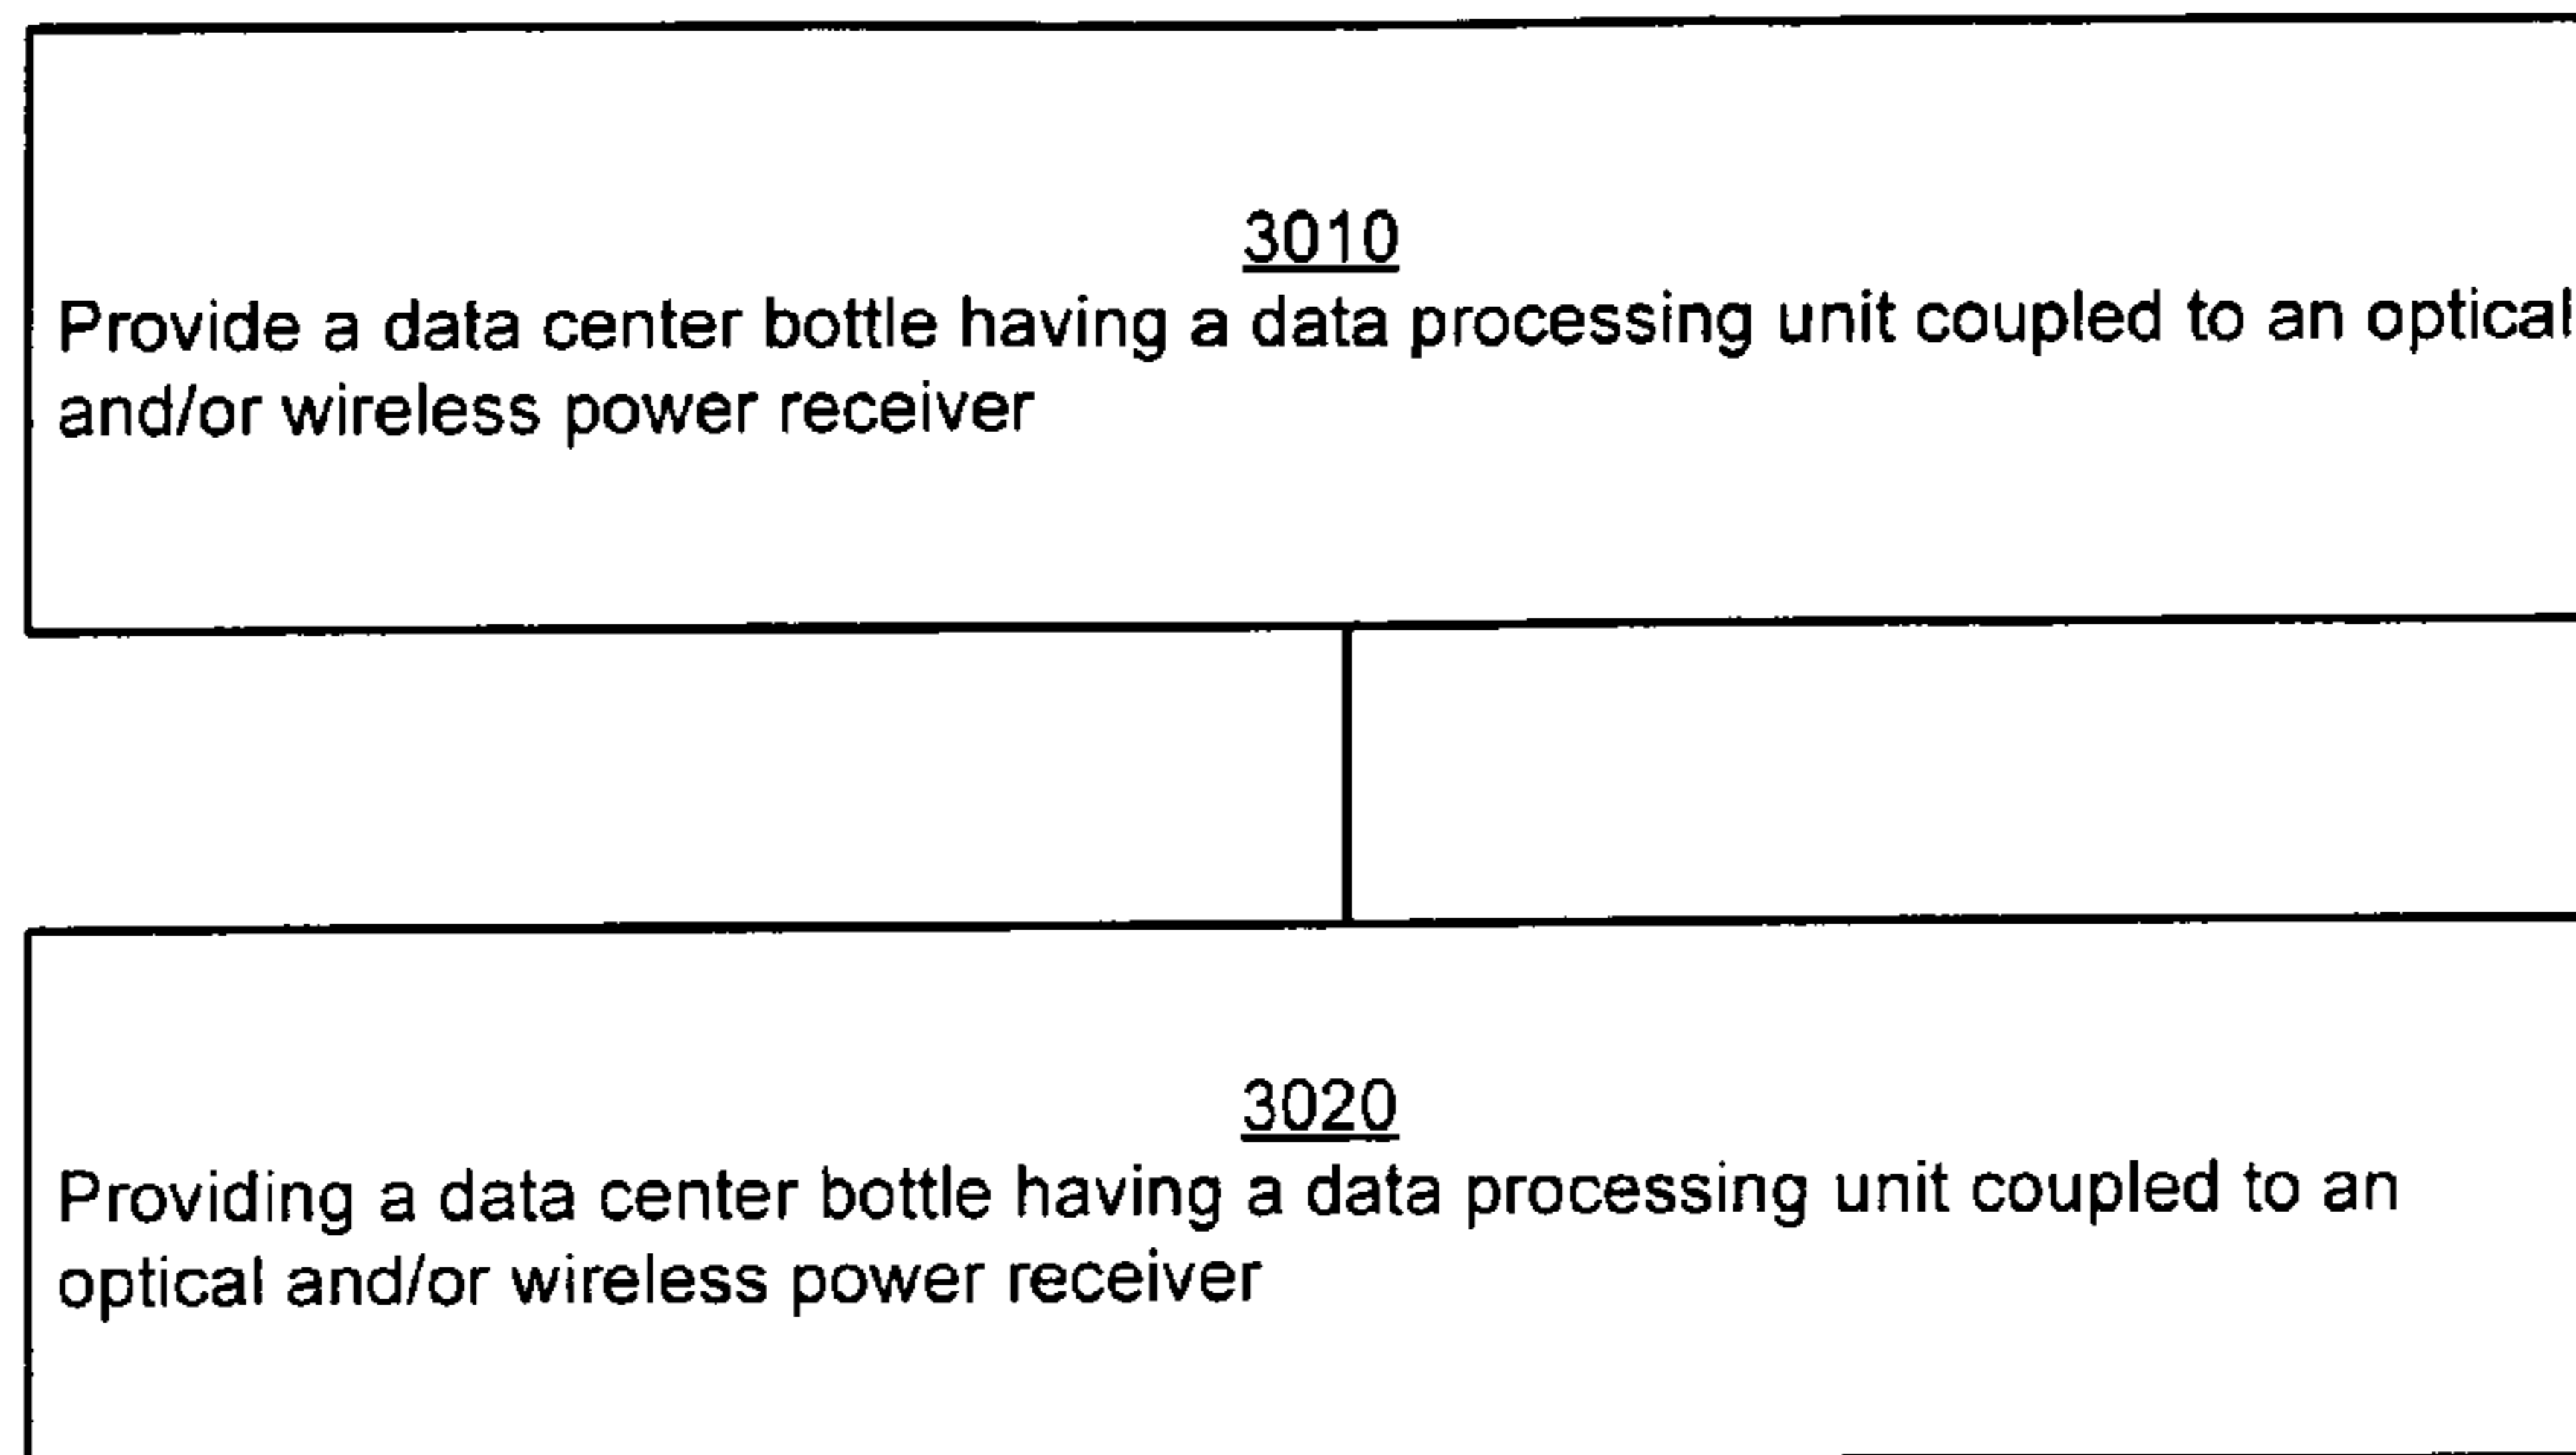 3010
Provide a data center bottle having a data processing unit coupled to an optical
and/or wireless power receiver
3020
Providing a data center bottle having a data processing unit coupled to an
optical and/or wireless power receiver